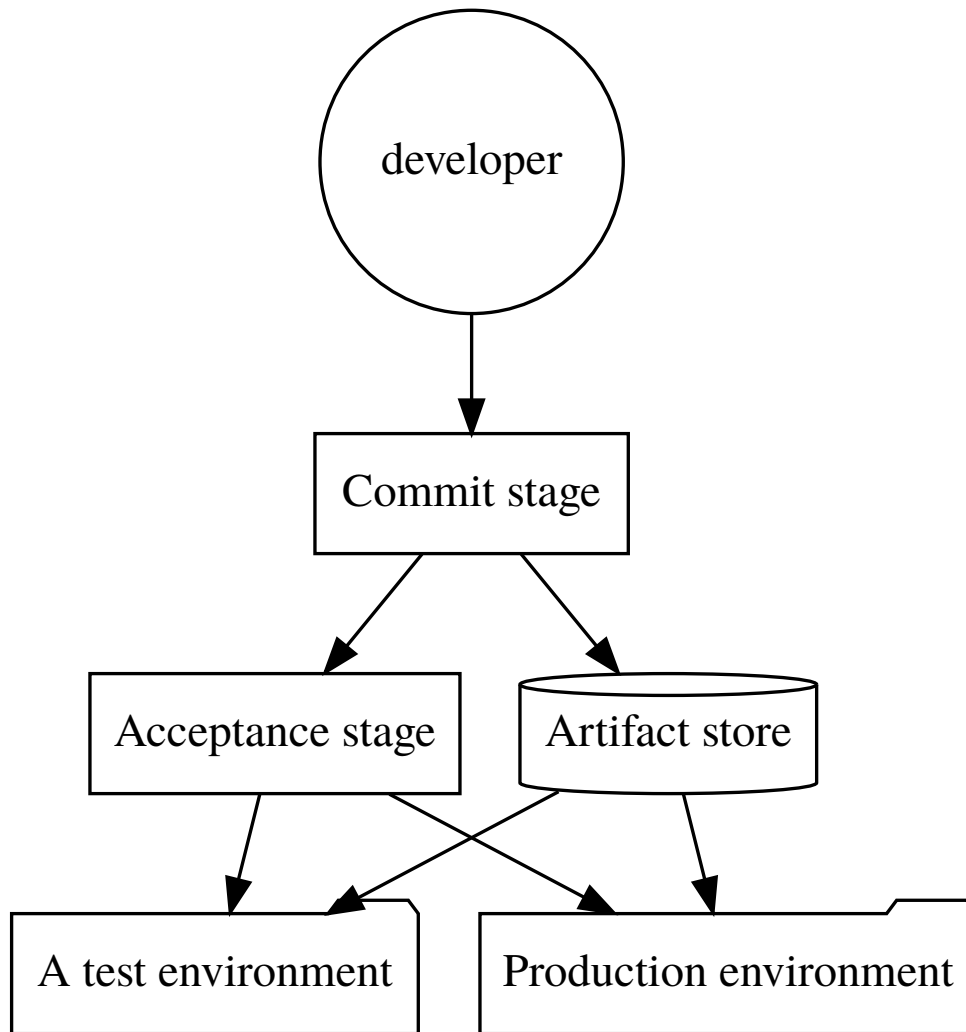 developer
Commit stage
Acceptance stage
Artifact store
A test environment
Production environment